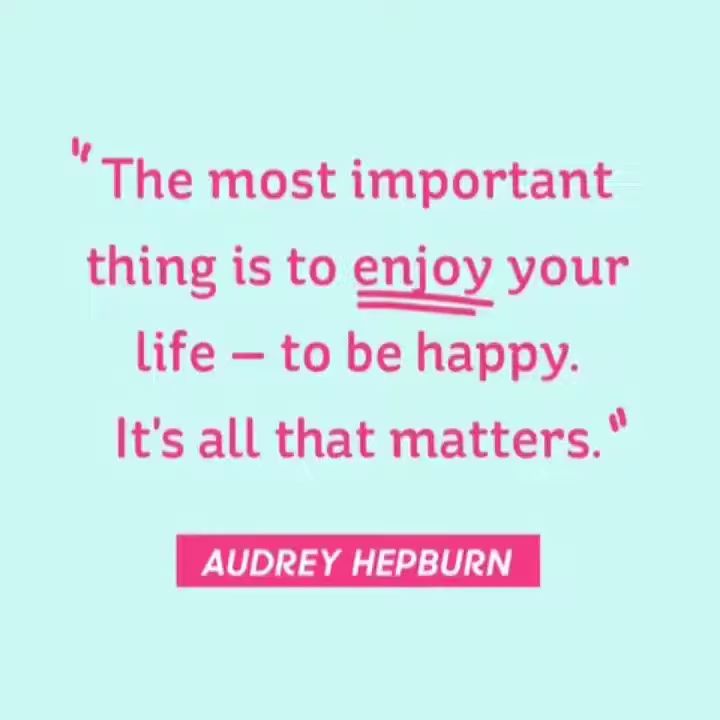 "The most important
thing is to enjoy your
life – to be happy.
It's all that matters."
AUDREY HEPBURN